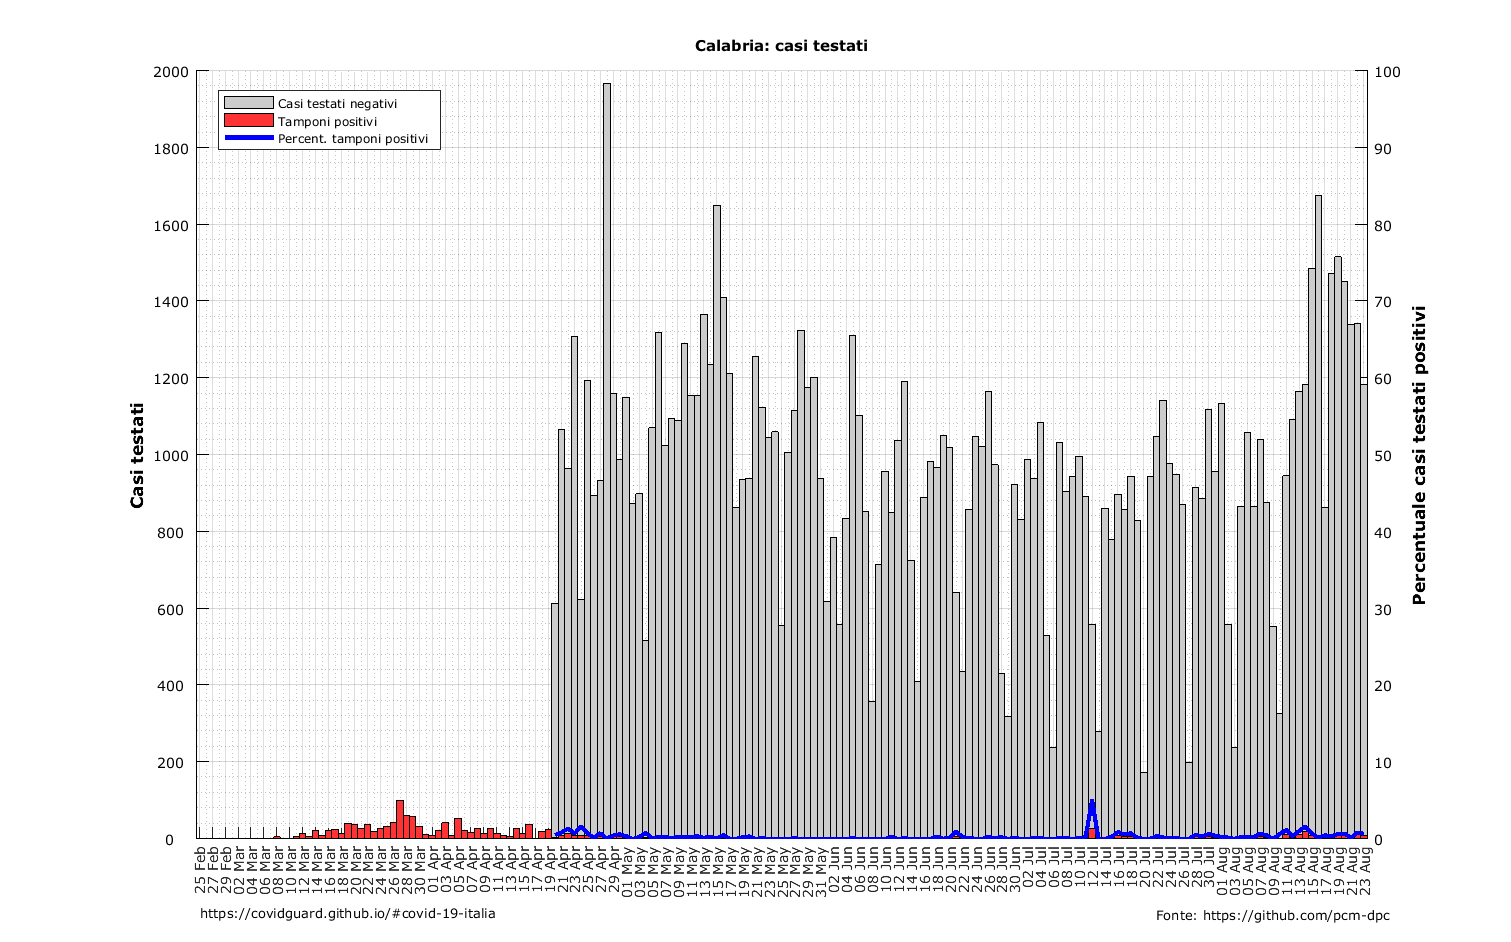 Calabria: casi testati
Casi testati negativi
Tamponi positivi
Percent. tamponi positivi
Casi testati
2000
1800
1600
1400
1200
1000
800
600
400
200
0
100
90
80
70
60
50
40
30
20
10
0
Percentuale casi testati positivi
25 Feb
27 Feb
29 Feb
02 Mar
04 Mar
06 Mar
08 Mar
10 Mar
12 Mar
14 Mar
16 Mar
18 Mar
20 Mar
22 Mar
24 Mar
26 Mar
28 Mar
30 Mar
01 Apr
03 Apr
05 Apr
07 Apr
09 Apr
11 Apr
13 Apr
15 Apr
17 Apr
19 Apr
21 Apr
23 Apr
25 Apr
27 Apr
29 Apr
01 May
03 May
05 May
07 May
09 May
11 May
13 May
15 May
17 May
19 May
21 May
23 May
25 May
27 May
29 May
31 May
02 Jun
04 Jun
06 Jun
08 Jun
10 Jun
12 Jun
14 Jun
16 Jun
18 Jun
20 Jun
22 Jun
24 Jun
26 Jun
28 Jun
30 Jun
02 Jul
04 Jul
06 Jul
08 Jul
10 Jul
12 Jul
14 Jul
16 Jul
18 Jul
20 Jul
22 Jul
24 Jul
26 Jul
28 Jul
30 Jul
01 Aug
03 Aug
05 Aug
07 Aug
09 Aug
11 Aug
13 Aug
15 Aug
17 Aug
19 Aug
21 Aug
23 Aug
https://covidguard.github.io/#covid-19-italia
Fonte: https://github.com/pcm-dpc